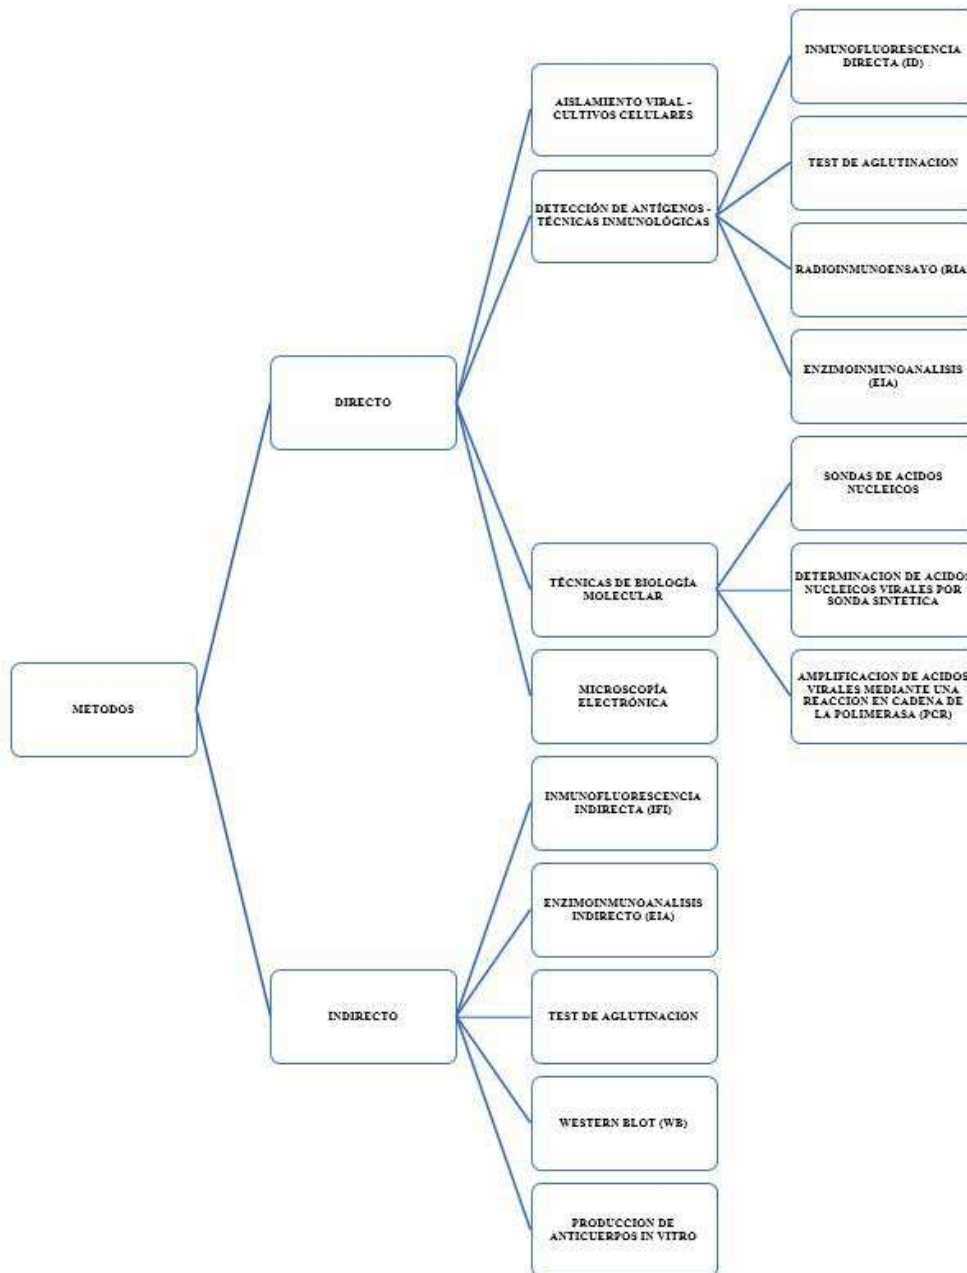 METODOS
DIRECTO
AISLAMIENTO VIRAL -
CULTIVOS CELULARES
DETECCIÓN DE ANTÍGENOS -
TÉCNICAS INMUNOLÓGICAS
INMUNOFLUORESCENCIA
DIRECTA (ID)
TEST DE AGLUTINACION
RADIOINMUNOENSAYO (RIA
ENZIMOINMUNOANALISIS
(EIA)
TÉCNICAS DE BIOLOGÍA
MOLECULAR
SONDAS DE ACIDOS
NUCLEICOS
DETERMINACION DE ACIDOS
NUCLEICOS VIRALES POR
SONDA SINTETICA
AMPLIFICACION DE ACIDOS
VIRALES MEDIANTE UNA
REACCION EN CADENA DE
LA POLIMERASA (PCR)
MICROSCOPÍA
ELECTRÓNICA
INDIRECTO
INMUNOFLUORESCENCIA
INDIRECTA (IFI)
ENZIMOINMUNOANALISIS
INDIRECTO (EIA)
TEST DE AGLUTINACION
WESTERN BLOT (WB)
PRODUCCION DE
ANTICUERPOS IN VITRO